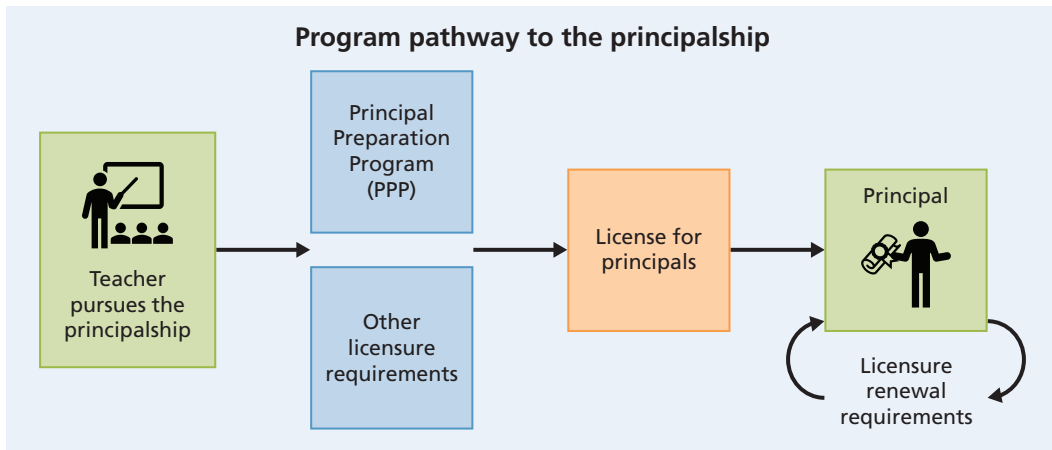 Program pathway to the principalship
Teacher
pursues the
principalship
Principal
Preparation
Program
(PPP)
Other
licensure
requirements
License for
principals
Principal
Licensure
renewal
requirements